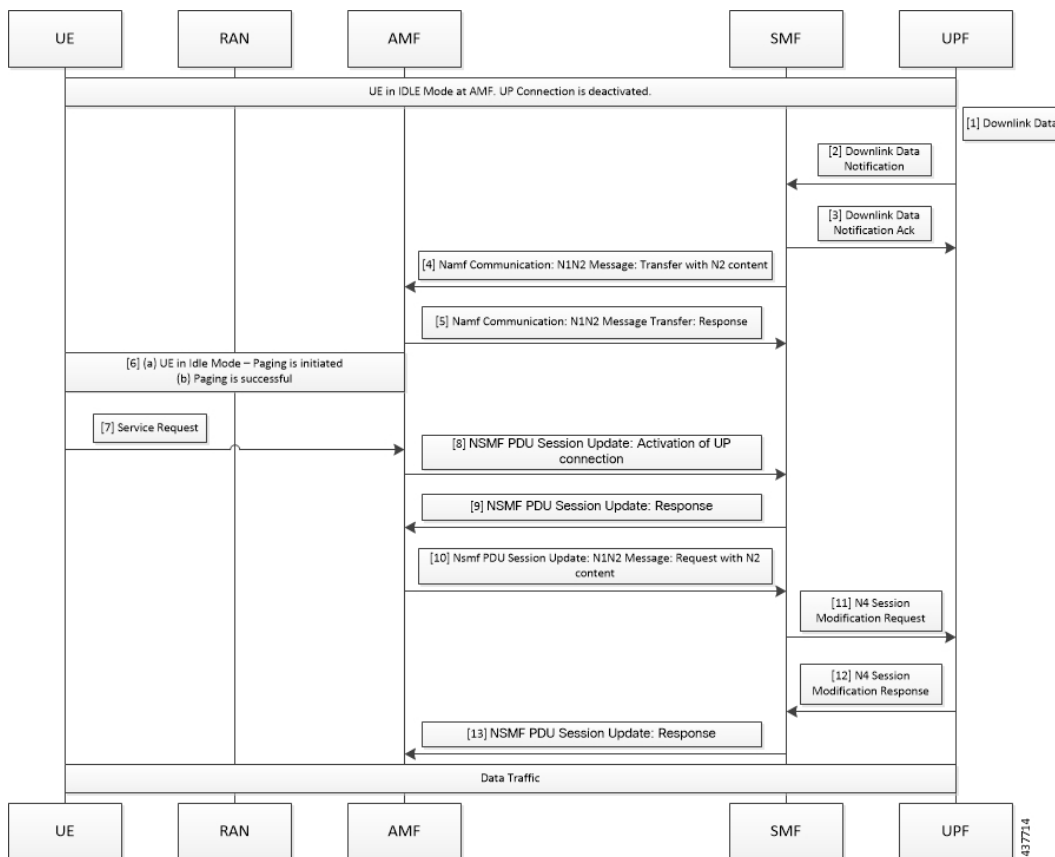 UE
RAN
AMF
SMF
UPF
UE in IDLE Mode at AMF. UP Connection is deactivated.
[1] Downlink Data
[2] Downlink Data
Notification
[3] Downlink Data
Notification Ack
[4] Namf Communication: N1N2 Message: Transfer with N2 content
[5] Namf Communication: N1N2 Message Transfer: Response
[6] (a) UE in Idle Mode – Paging is initiated
(b) Paging is successful
[7] Service Request
[8] NSMF PDU Session Update: Activation of UP
connection
[9] NSMF PDU Session Update: Response
[10] Nsmf PDU Session Update: N1N2 Message: Request with N2
content
[11] N4 Session
Modification Request
[12] N4 Session
Modification Response
[13] NSMF PDU Session Update: Response
Data Traffic
UE
RAN
AMF
SMF
UPF
437714